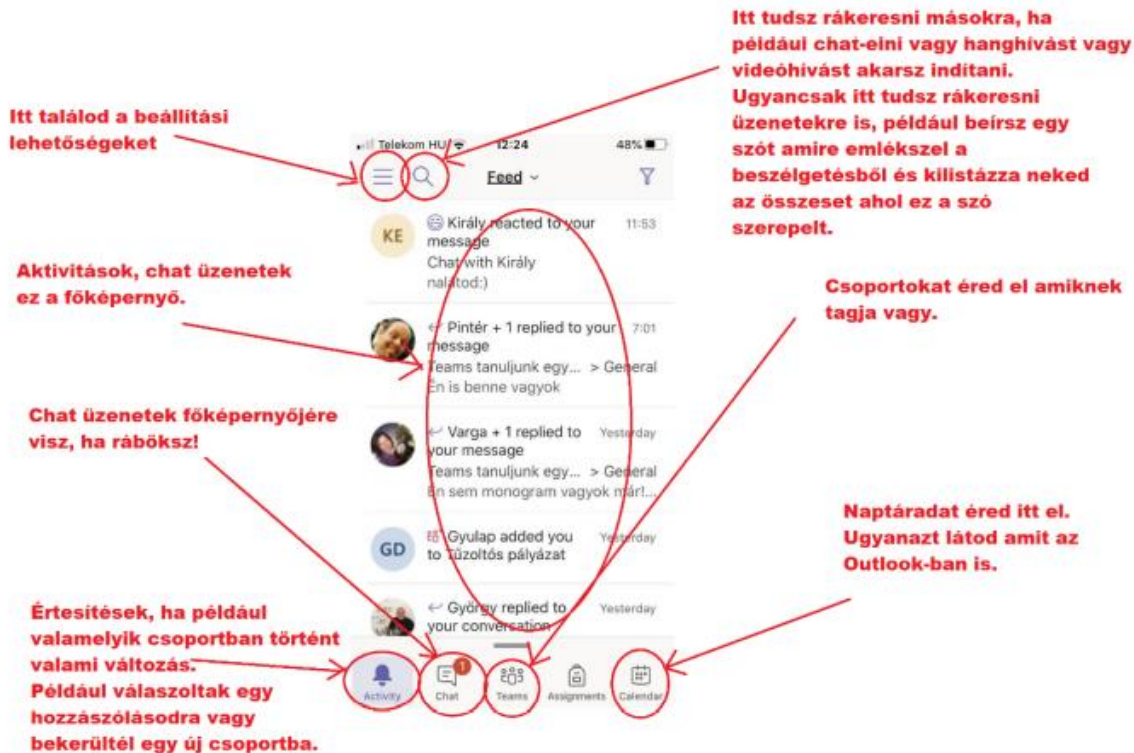 Itt tudsz rákeresni másokra, ha
például chat-elni vagy hanghívást vagy
videóhívást akarsz indítani.
Ugyancsak itt tudsz rákeresni
üzenetekre is, például beírsz egy
szót amire emlékszel a
beszélgetésből és kilistázza neked
az összeset ahol ez a szó
szerepelt.
Itt találod a beállítási
lehetőségeket
Telekom HU 12:24 48%
Feed
KE
Király reacted to your 11:53
message
Chat with Király
nalatod:)
Aktivitások, chat üzenetek
ez a főképernyő.
Csoportokat éred el amiknek
tagja vagy.
Pintér + 1 replied to your 7:01
message
Teams tanuljunk egy... > General
Én is benne vagyok
Chat üzenetek főképernyőjére
visz, ha rábökösz!
Varga + 1 replied to Yesterday
your message
Teams tanuljunk egy... > General
Én sem monogram vagyok már!...
Naptáradat éred itt el.
Ugyanazt látod amit az
Outlook-ban is.
GD
Gyulap added you Yesterday
to Tűzoltós pályázat
György replied to Yesterday
your conversation
Értesítések, ha például
valamelyik csoportban történt
valami változás.
Például válaszoltak egy
hozzászólásodra vagy
bekerültél egy új csoportba.
1
Activity Chat Teams Assignments Calendar